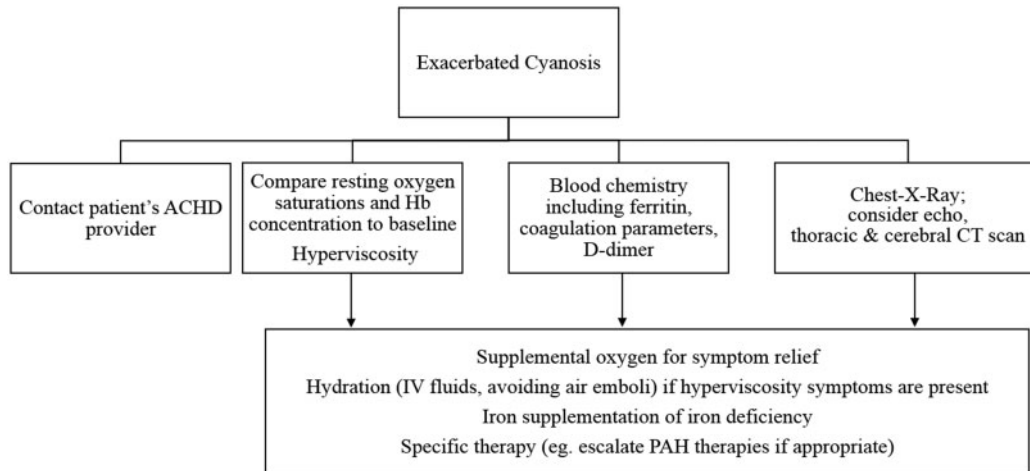 Exacerbated Cyanosis
Contact patient's ACHD
provider
Compare resting oxygen
saturations and Hb
concentration to baseline
Hyperviscosity
Blood chemistry
including ferritin,
coagulation parameters,
D-dimer
Chest-X-Ray;
consider echo,
thoracic & cerebral CT scan
Supplemental oxygen for symptom relief
Hydration (IV fluids, avoiding air emboli) if hyperviscosity symptoms are present
Iron supplementation of iron deficiency
Specific therapy (eg. escalate PAH therapies if appropriate)